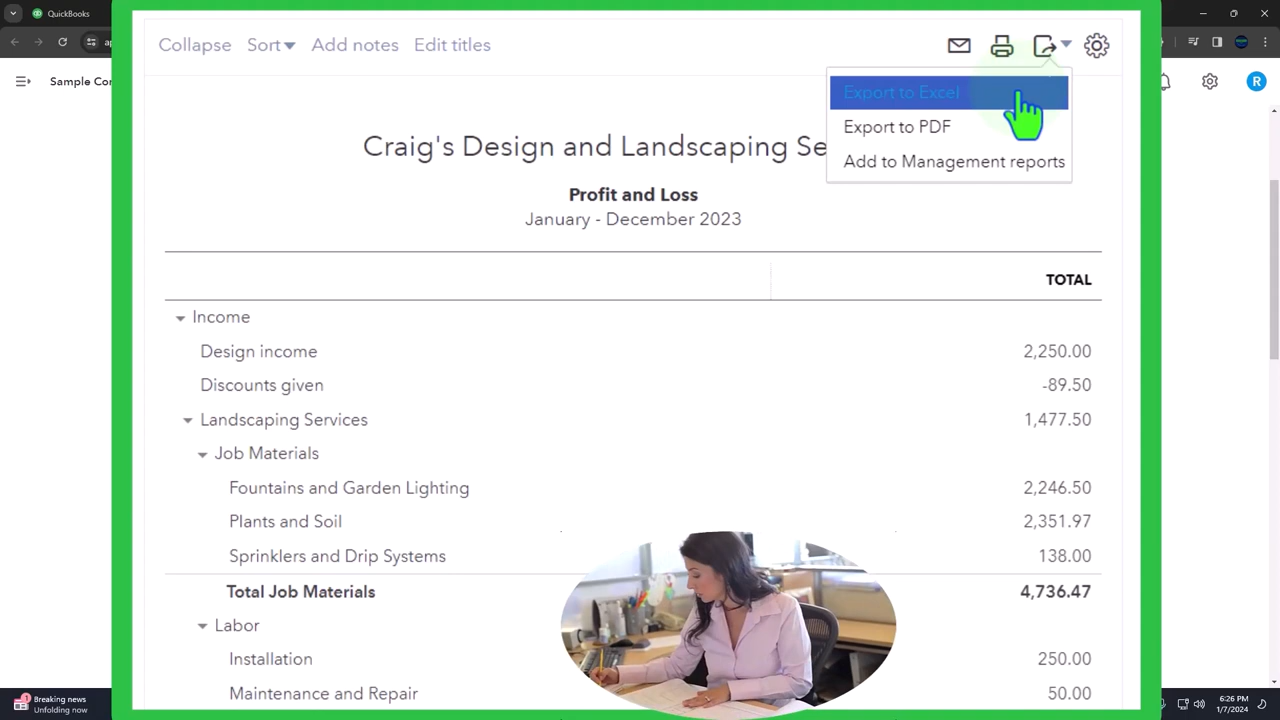 QuickBooks
Sample Cor
R
Collapse Sort Add notes Edit titles
Export to Excel
Export to PDF
Add to Management reports
Craig's Design and Landscaping Se
Profit and Loss
January - December 2023
TOTAL
Income
Design income 2,250.00
Discounts given -89.50
Landscaping Services 1,477.50
Job Materials
Fountains and Garden Lighting 2,246.50
Plants and Soil 2,351.97
Sprinklers and Drip Systems 138.00
Total Job Materials 4,736.47
Labor
Installation 250.00
Maintenance and Repair 50.00
1
Breaking news
Unfolding now
6:26 PM
1/7/2024